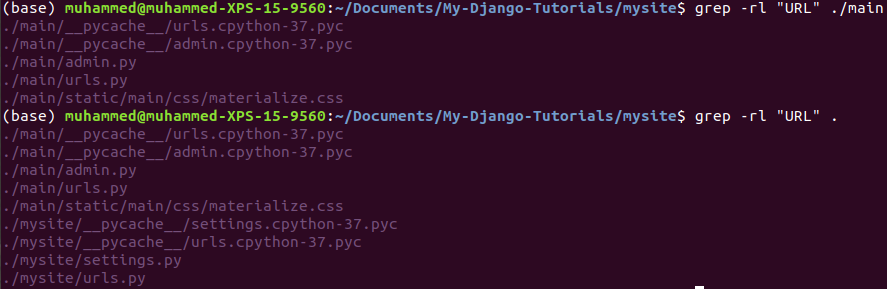 (base) muhammed@muhammed-XPS-15-9560:~/Documents/My-Django-Tutorials/mysite$ grep -rl "URL" ./main
./main/__pycache__/urls.cpython-37.pyc
./main/__pycache__/admin.cpython-37.pyc
./main/admin.py
./main/urls.py
./main/static/main/css/materialize.css
(base) muhammed@muhammed-XPS-15-9560:~/Documents/My-Django-Tutorials/mysite$ grep -rl "URL" .
./main/__pycache__/urls.cpython-37.pyc
./main/__pycache__/admin.cpython-37.pyc
./main/admin.py
./main/urls.py
./main/static/main/css/materialize.css
./mysite/__pycache__/settings.cpython-37.pyc
./mysite/__pycache__/urls.cpython-37.pyc
./mysite/settings.py
./mysite/urls.py